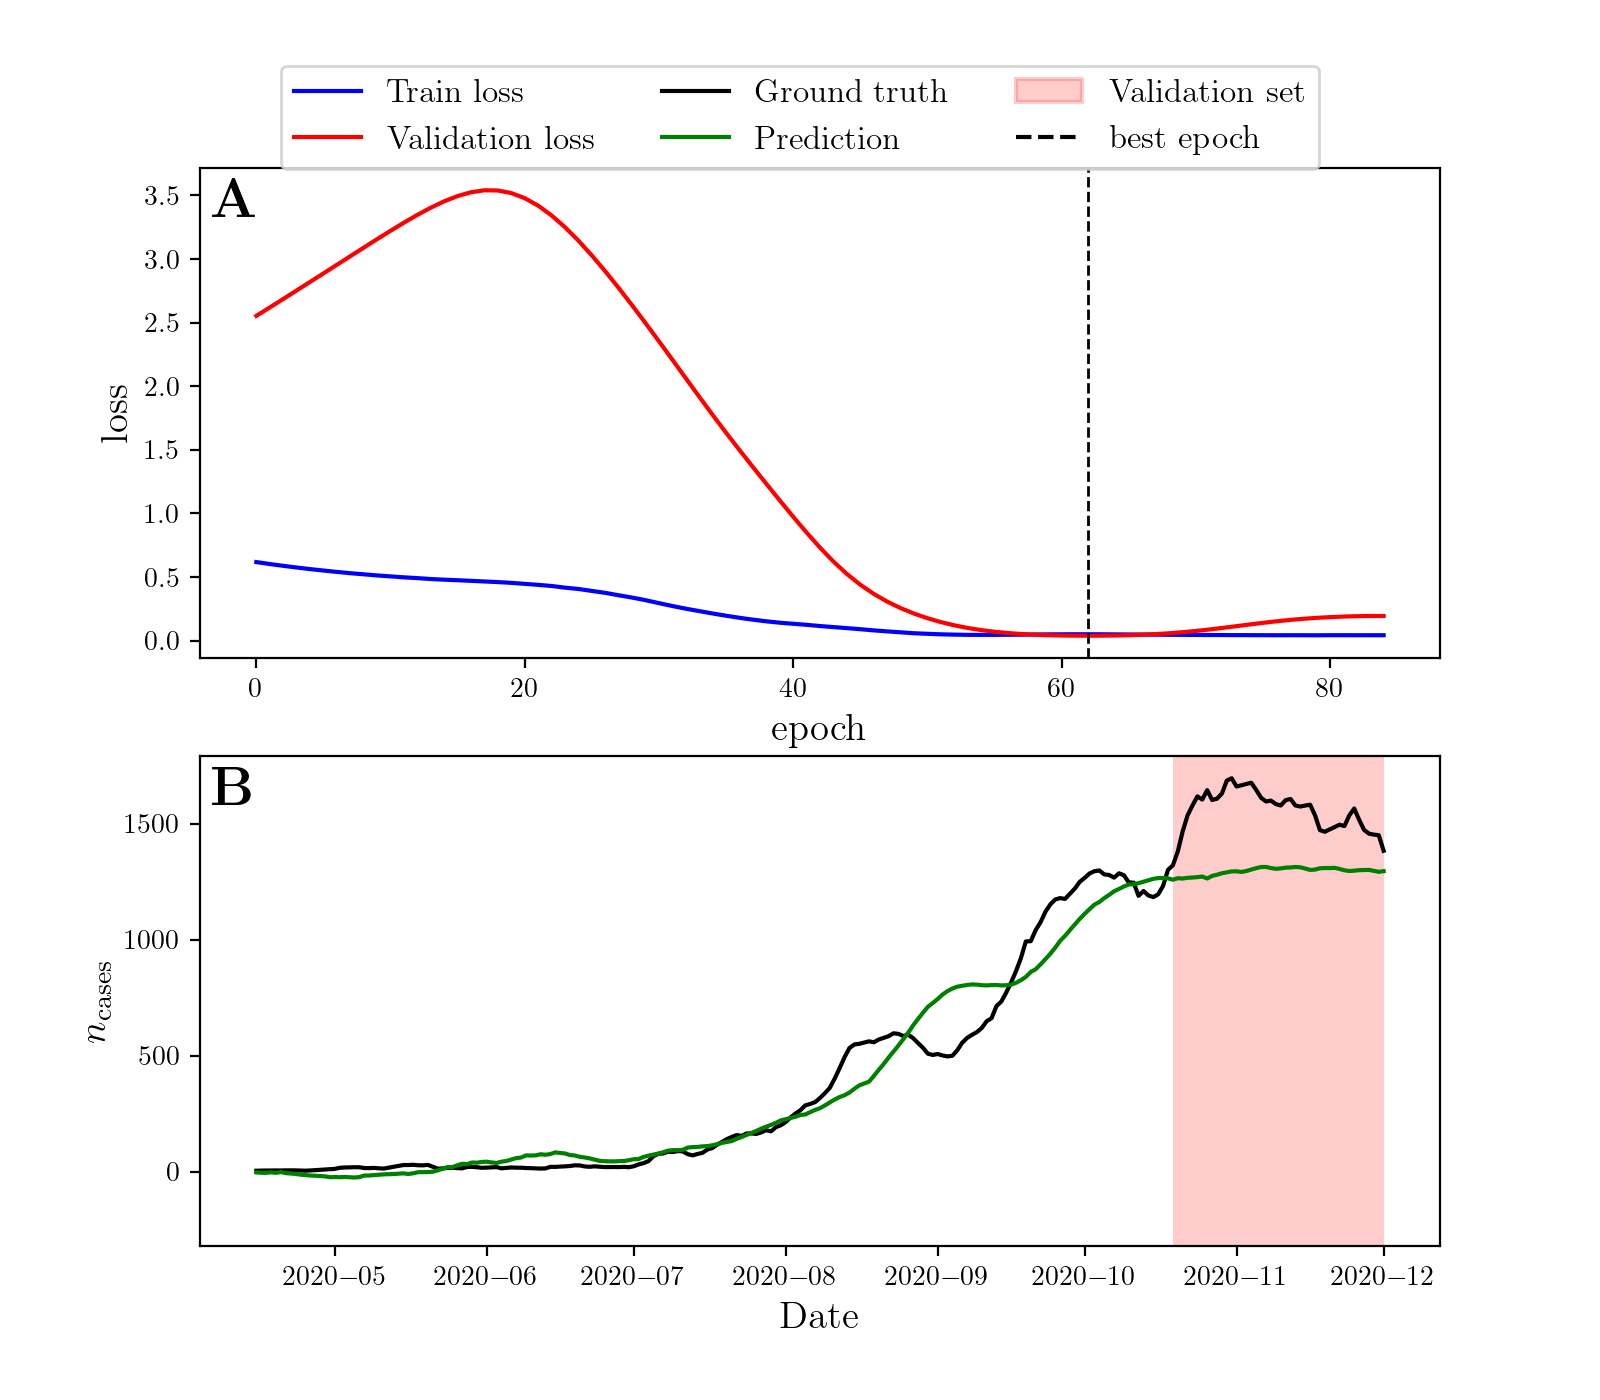 Train loss
Validation loss
Ground truth
Prediction
Validation set
best epoch
A
3.5
3.0
2.5
2.0
1.5
1.0
0.5
0.0
loss
0 20 40 60 80
epoch
B
1500
1000
500
0
n_cases
2020–05 2020–06 2020–07 2020–08 2020–09 2020–10 2020–11 2020–12
Date